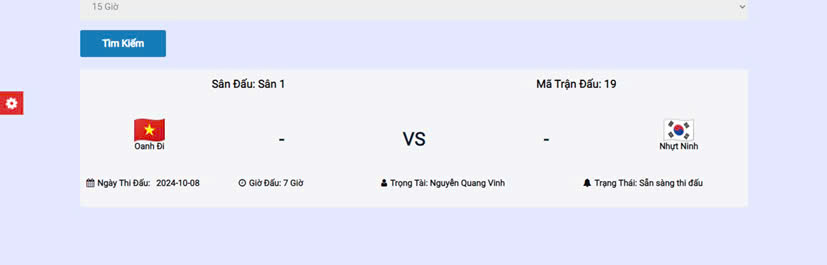 15 Giờ
Tìm Kiếm
Sân Đấu: Sân 1 Mã Trận Đấu: 19
- VS -
Oanh Đi Nhựt Ninh
Ngày Thi Đấu: 2024-10-08 Giờ Đấu: 7 Giờ Trọng Tài: Nguyễn Quang Vinh Trạng Thái: Sẵn sàng thi đấu